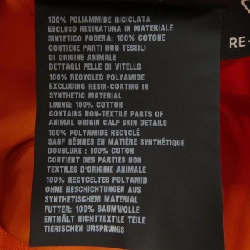 100% POLIAMMIDE RICICLATA
ESCLUSO RESINATURA IN MATERIALE
SINTETICO FODERA: 100% COTONE
CONTIENE PARTI NON TESSILI
DI ORIGINE ANIMALE
DETTAGLI PELLE DI VITELLO
100% RECYCLED POLYAMIDE
EXCLUDING RESIN-COATING IN
SYNTHETIC MATERIAL
LINING: 100% COTTON
CONTAINS NON-TEXTILE PARTS OF
ANIMAL ORIGIN CALF SKIN DETAILS
100% POLYAMIDE RECYCLÉ
SAUF RÉSINES EN MATIÈRE SYNTHÉTIQUE
DOUBLURE : 100% COTON
CONTIENT DES PARTIES NON
TEXTILES D'ORIGINE ANIMALE
100% RECYCELTES POLYAMID
OHNE BESCHICHTUNGEN AUS
SYNTHETISCHEM MATERIAL
FUTTER: 100% BAUMWOLLE
ENTHÄLT NICHTTEXTILE TEILE
TIERISCHEN URSPRUNGS
RE-